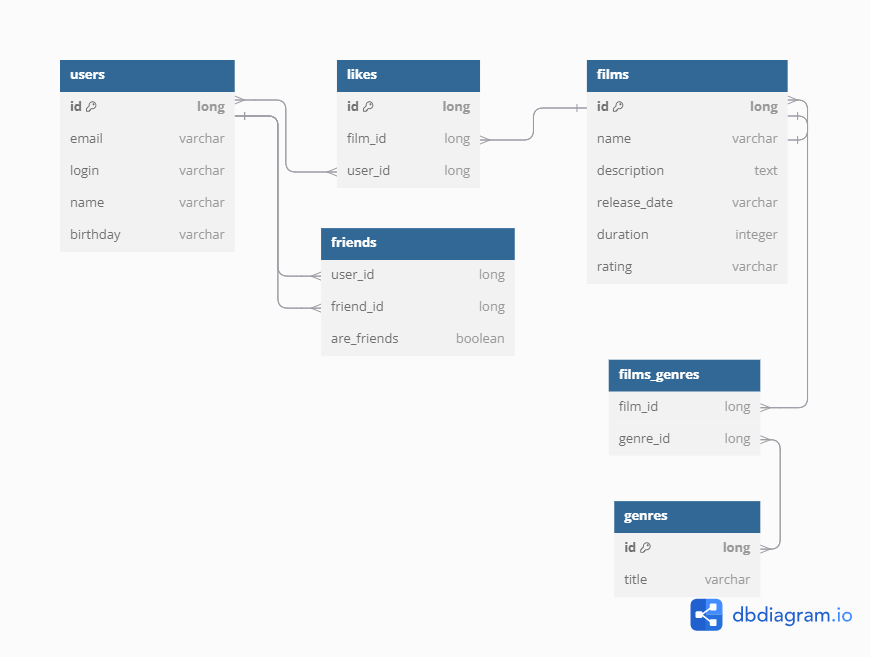 users
id long
email varchar
login varchar
name varchar
birthday varchar
likes
id long
film_id long
user_id long
films
id long
name varchar
description text
release_date varchar
duration integer
rating varchar
friends
user_id long
friend_id long
are_friends boolean
films_genres
film_id long
genre_id long
genres
id long
title varchar
dbdiagram.io